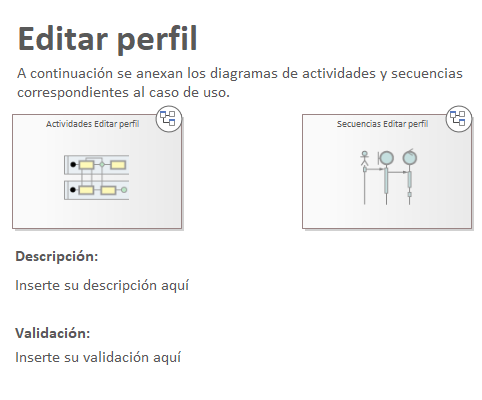 Editar perfil
A continuación se anexan los diagramas de actividades y secuencias
correspondientes al caso de uso.
Actividades Editar perfil
Secuencias Editar perfil
Descripción:
Inserte su descripción aquí
Validación:
Inserte su validación aquí